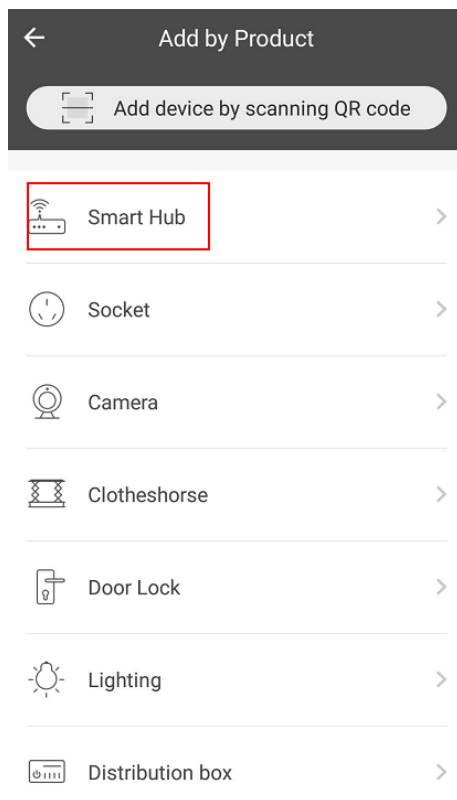 Add by Product
Add device by scanning QR code
Smart Hub
Socket
Camera
Clotheshorse
Door Lock
Lighting
Distribution box